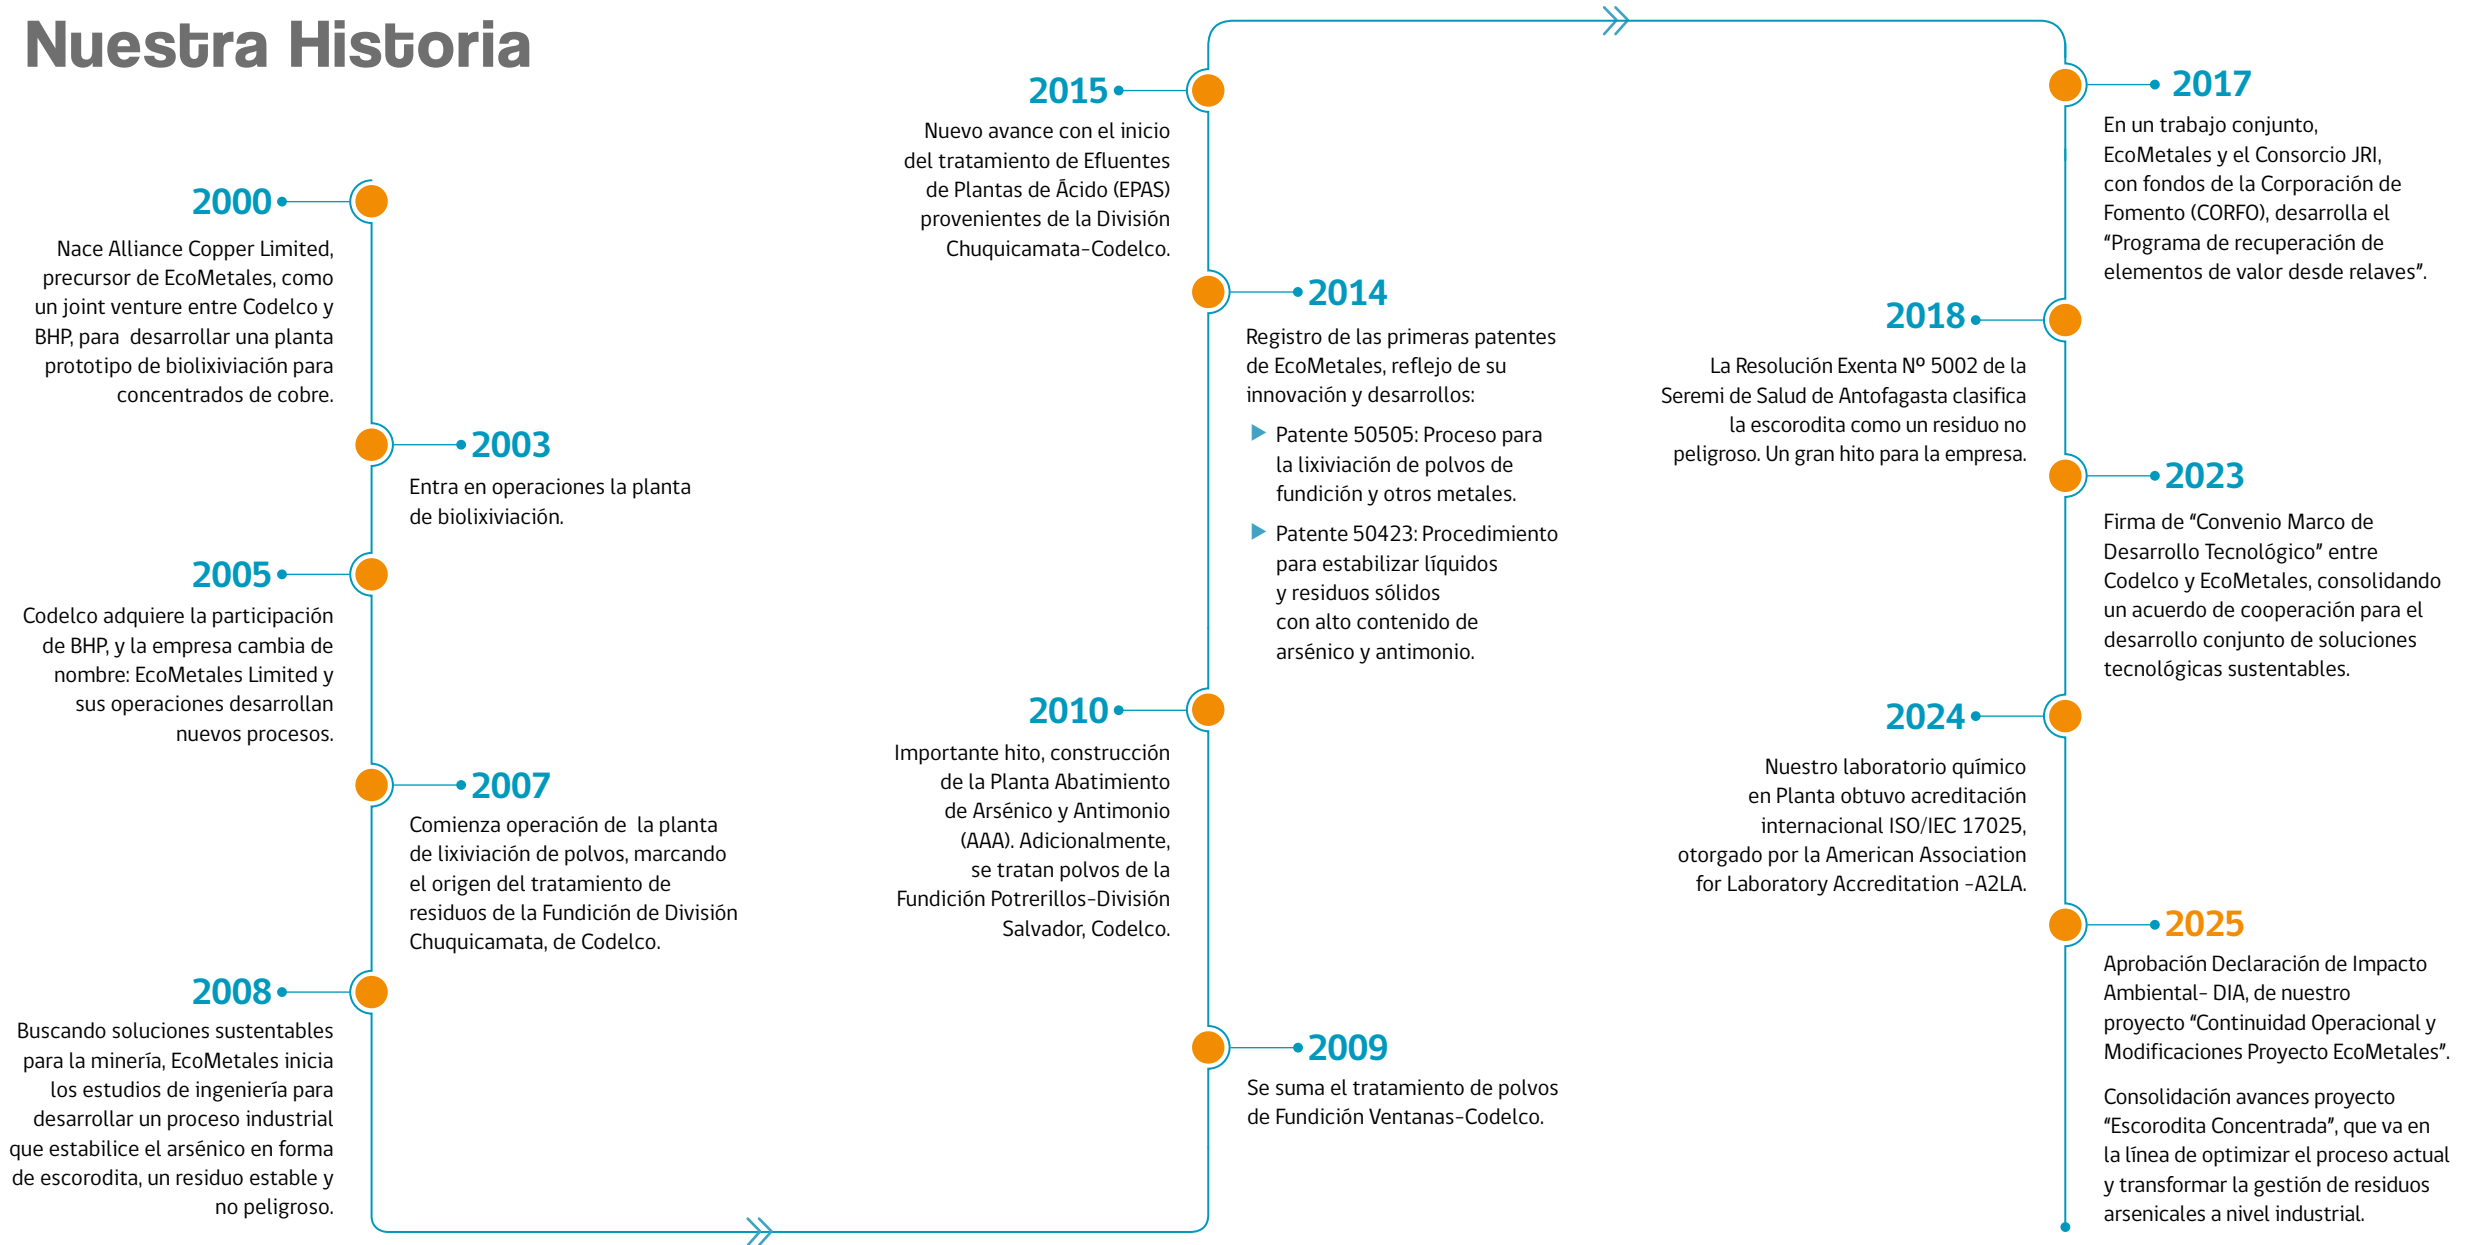 Nuestra Historia
2000
Nace Alliance Copper Limited,
precursor de EcoMetales, como
un joint venture entre Codelco y
BHP, para desarrollar una planta
prototipo de biolixiviación para
concentrados de cobre.
2003
Entra en operaciones la planta
de biolixiviación.
2005
Codelco adquiere la participación
de BHP, y la empresa cambia de
nombre: EcoMetales Limited y
sus operaciones desarrollan
nuevos procesos.
2007
Comienza operación de la planta
de lixiviación de polvos, marcando
el origen del tratamiento de
residuos de la Fundición de División
Chuquicamata, de Codelco.
2008
Buscando soluciones sustentables
para la minería, EcoMetales inicia
los estudios de ingeniería para
desarrollar un proceso industrial
que estabilice el arsénico en forma
de escorodita, un residuo estable y
no peligroso.
2009
Se suma el tratamiento de polvos
de Fundición Ventanas-Codelco.
2010
Importante hito, construcción
de la Planta Abatimiento
de Arsénico y Antimonio
(AAA). Adicionalmente,
se tratan polvos de la
Fundición Potrerillos-División
Salvador, Codelco.
2014
Registro de las primeras patentes
de EcoMetales, reflejo de su
innovación y desarrollos:
Patente 50505: Proceso para
la lixiviación de polvos de
fundición y otros metales.
Patente 50423: Procedimiento
para estabilizar líquidos
y residuos sólidos
con alto contenido de
arsénico y antimonio.
2015
Nuevo avance con el inicio
del tratamiento de Efluentes
de Plantas de Ácido (EPAS)
provenientes de la División
Chuquicamata-Codelco.
2017
En un trabajo conjunto,
EcoMetales y el Consorcio JRI,
con fondos de la Corporación de
Fomento (CORFO), desarrolla el
"Programa de recuperación de
elementos de valor desde relaves".
2018
La Resolución Exenta Nº 5002 de la
Seremi de Salud de Antofagasta clasifica
la escorodita como un residuo no
peligroso. Un gran hito para la empresa.
2023
Firma de "Convenio Marco de
Desarrollo Tecnológico" entre
Codelco y EcoMetales, consolidando
un acuerdo de cooperación para el
desarrollo conjunto de soluciones
tecnológicas sustentables.
2024
Nuestro laboratorio químico
en Planta obtuvo acreditación
internacional ISO/IEC 17025,
otorgado por la American Association
for Laboratory Accreditation -A2LA.
2025
Aprobación Declaración de Impacto
Ambiental- DIA, de nuestro
proyecto "Continuidad Operacional y
Modificaciones Proyecto EcoMetales".
Consolidación avances proyecto
"Escorodita Concentrada", que va en
la línea de optimizar el proceso actual
y transformar la gestión de residuos
arsenicales a nivel industrial.